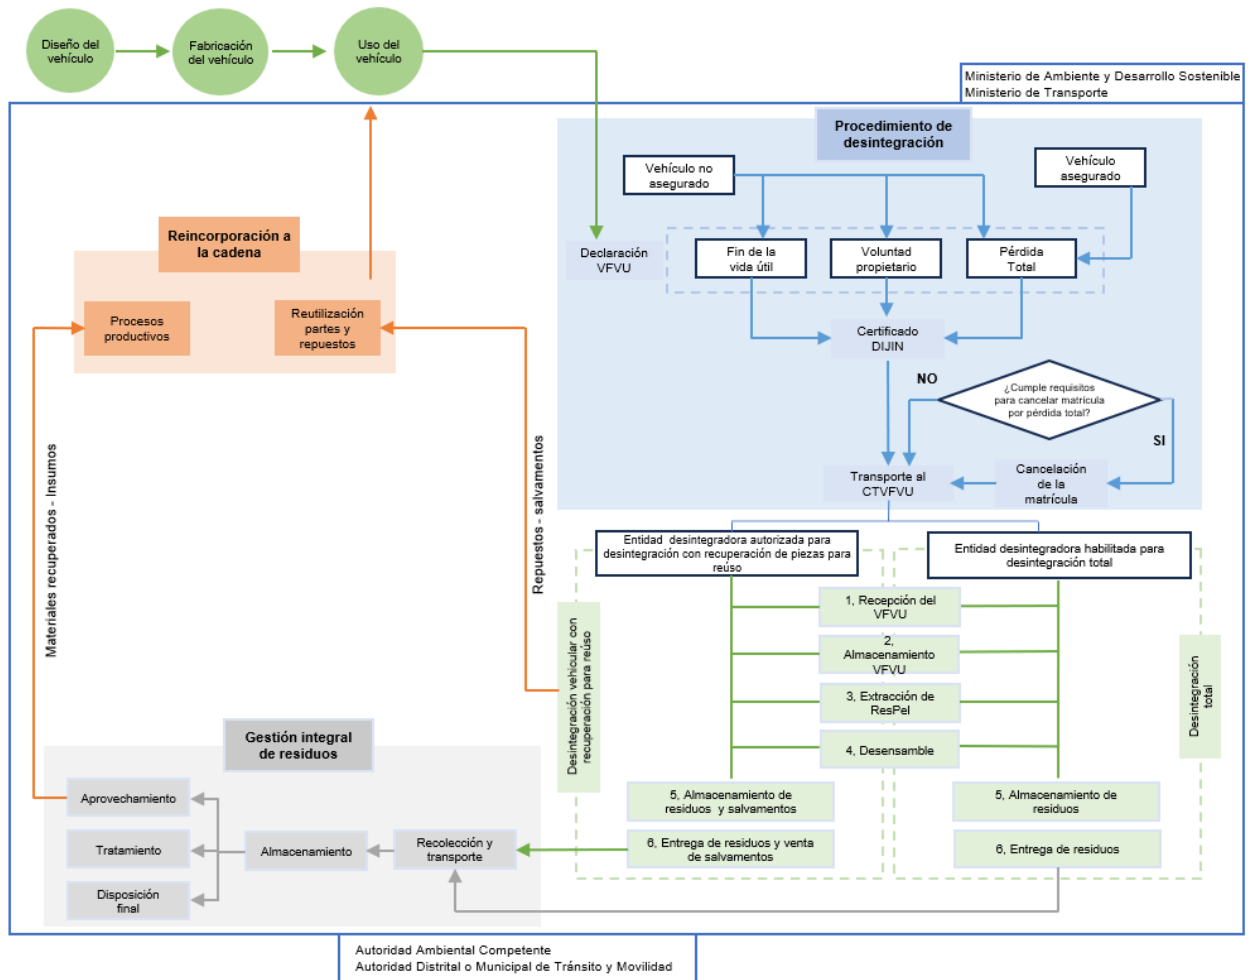 Diseño del
vehículo
Fabricación
del vehículo
Uso del
vehículo
Ministerio de Ambiente y Desarrollo Sostenible
Ministerio de Transporte
Procedimiento de
desintegración
Vehículo no
asegurado
Vehículo
asegurado
Declaración
VFVU
Fin de la
vida útil
Voluntad
propietario
Pérdida
Total
Certificado
DIJIN
NO
¿Cumple requisitos
para cancelar matrícula
por pérdida total?
SI
Transporte al
CTVFVU
Cancelación
de la
matrícula
Reincorporación a
la cadena
Procesos
productivos
Reutilización
partes y
repuestos
Materiales recuperados - Insumos
Repuestos - salvamentos
Entidad desintegradora autorizada para
desintegración con recuperación de piezas para
reúso
Entidad desintegradora habilitada para
desintegración total
1, Recepción del
VFVU
2,
Almacenamiento
VFVU
3, Extracción de
ResPel
4, Desensamble
Desintegración vehicular con
recuperación para reúso
Desintegración
total
5, Almacenamiento de
residuos y salvamentos
5, Almacenamiento de
residuos
6, Entrega de residuos y venta
de salvamentos
6, Entrega de residuos
Gestión integral
de residuos
Aprovechamiento
Tratamiento
Disposición
final
Almacenamiento
Recolección y
transporte
Autoridad Ambiental Competente
Autoridad Distrital o Municipal de Tránsito y Movilidad